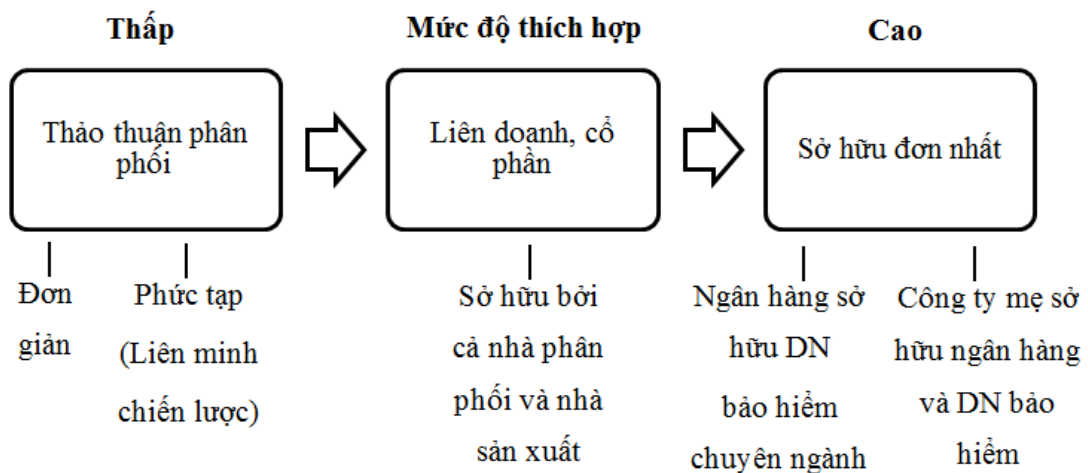 Thấp
Mức độ thích hợp
Cao
Thảo thuận phân
phối
Liên doanh, cổ
phần
Sở hữu đơn nhất
Đơn
giản
Phức tạp
(Liên minh
chiến lược)
Sở hữu bởi
cả nhà phân
phối và nhà
sản xuất
Ngân hàng sở
hữu DN
bảo hiểm
chuyên ngành
Công ty mẹ sở
hữu ngân hàng
và DN bảo
hiểm